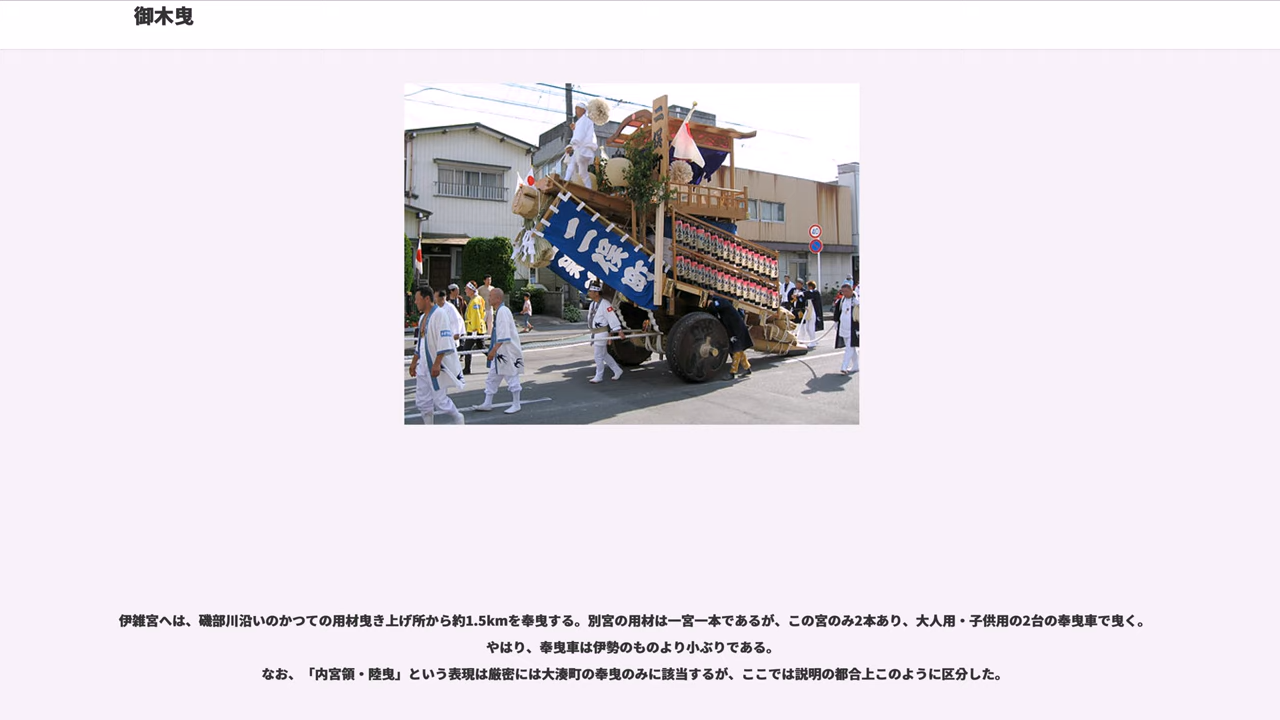 御木曳
40
伊雑宮へは、磯部川沿いのかつての用材曳き上げ所から約1.5kmを奉曳する。別宮の用材は一宮一本であるが、この宮のみ2本あり、大人用・子供用の2台の奉曳車で曳く。
やはり、奉曳車は伊勢のものより小ぶりである。
なお、「内宮領・陸曳」という表現は厳密には大湊町の奉曳のみに該当するが、ここでは説明の都合上このように区分した。